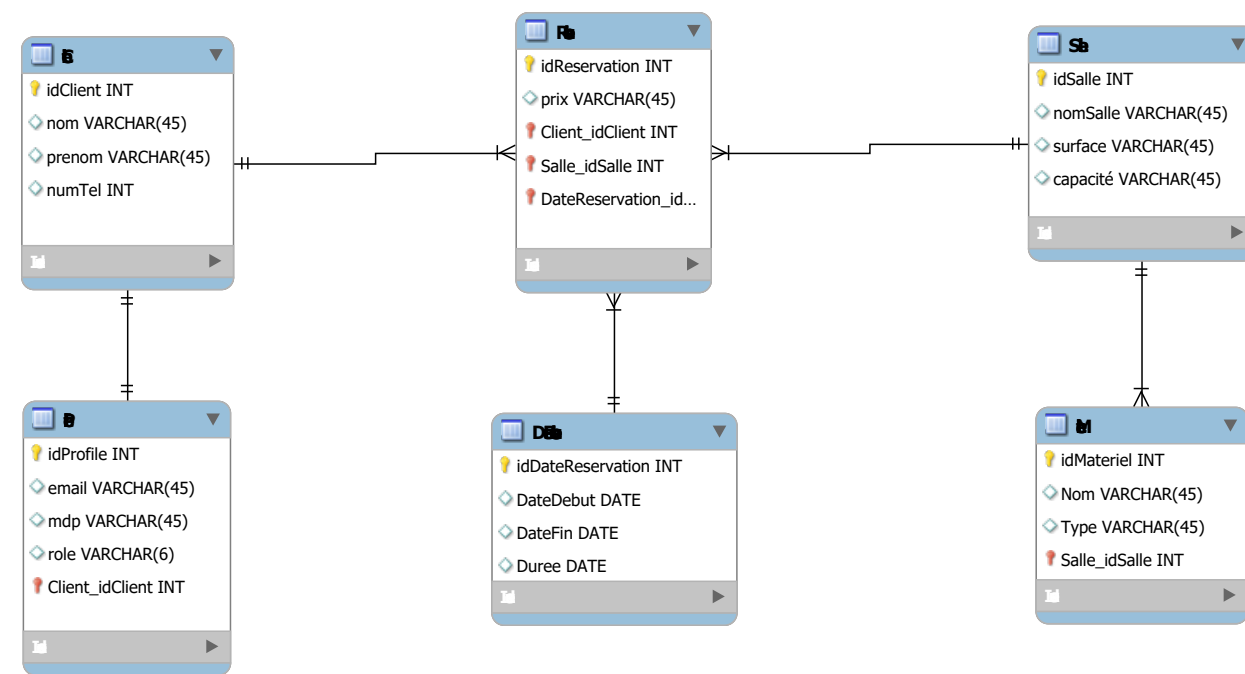 idClient INT
nom VARCHAR(45)
prenom VARCHAR(45)
numTel INT
idReservation INT
prix VARCHAR(45)
Client_idClient INT
Salle_idSalle INT
DateReservation_id...
idSalle INT
nomSalle VARCHAR(45)
surface VARCHAR(45)
capacité VARCHAR(45)
idProfile INT
email VARCHAR(45)
mdp VARCHAR(45)
role VARCHAR(6)
Client_idClient INT
idDateReservation INT
DateDebut DATE
DateFin DATE
Duree DATE
idMateriel INT
Nom VARCHAR(45)
Type VARCHAR(45)
Salle_idSalle INT